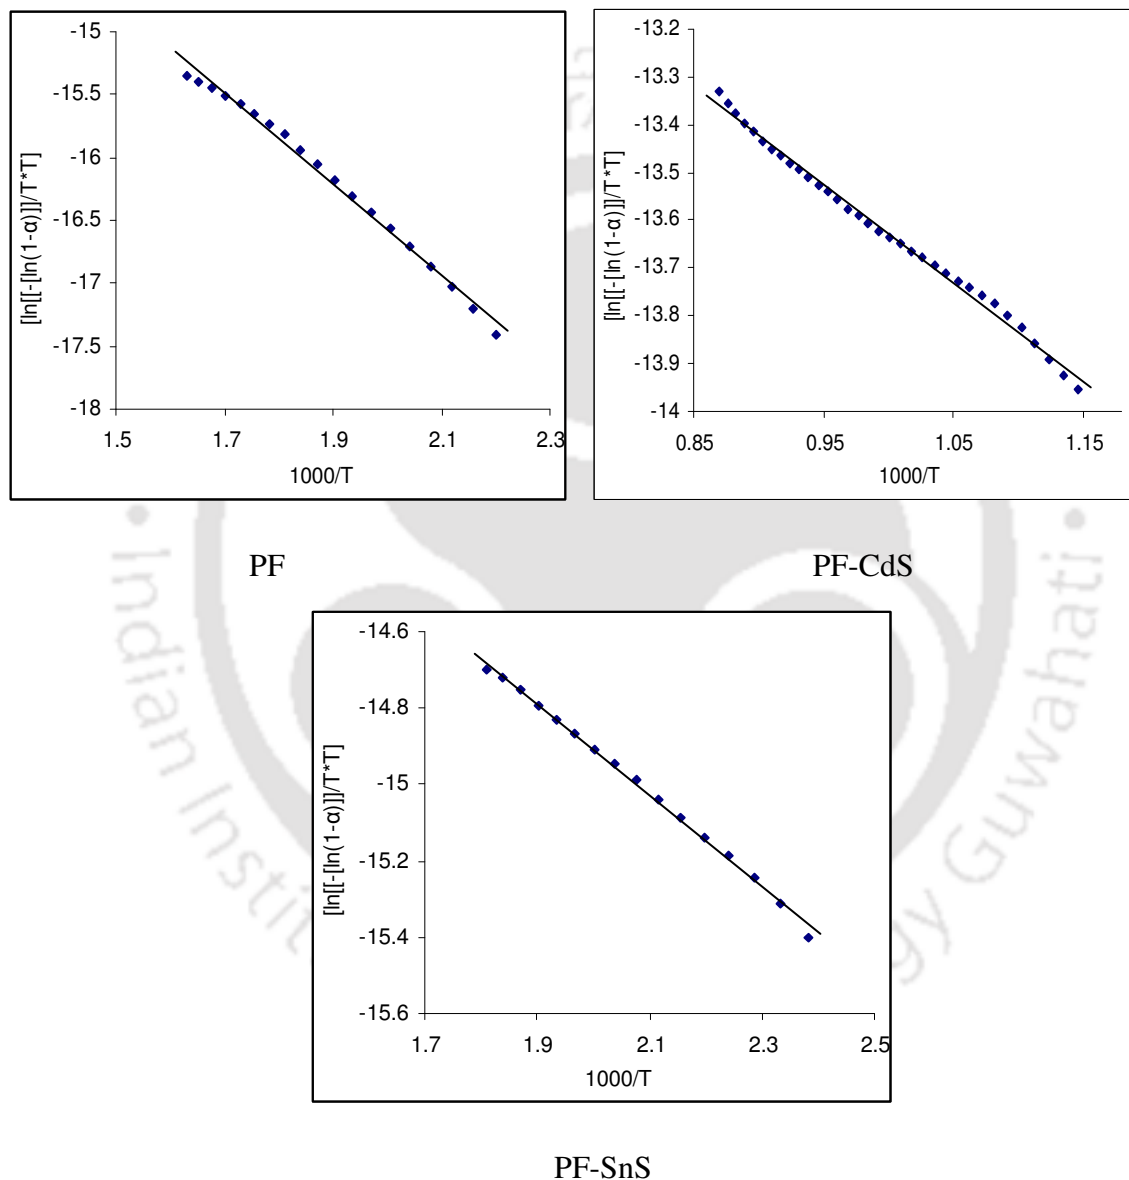 -15
-15.5
-16
-16.5
-17
-17.5
-18
1.5 1.7 1.9 2.1 2.3
1000/T
[ln[[-[ln(1-α)]]/T*T]
PF
-13.2
-13.3
-13.4
-13.5
-13.6
-13.7
-13.8
-13.9
-14
0.85 0.95 1.05 1.15
1000/T
[ln[[-[ln(1-α)]]/T*T]
PF-CdS
-14.6
-14.8
-15
-15.2
-15.4
-15.6
1.7 1.9 2.1 2.3 2.5
1000/T
[ln[[-[ln(1-α)]]/T*T]
PF-SnS
Indian
Guwahati